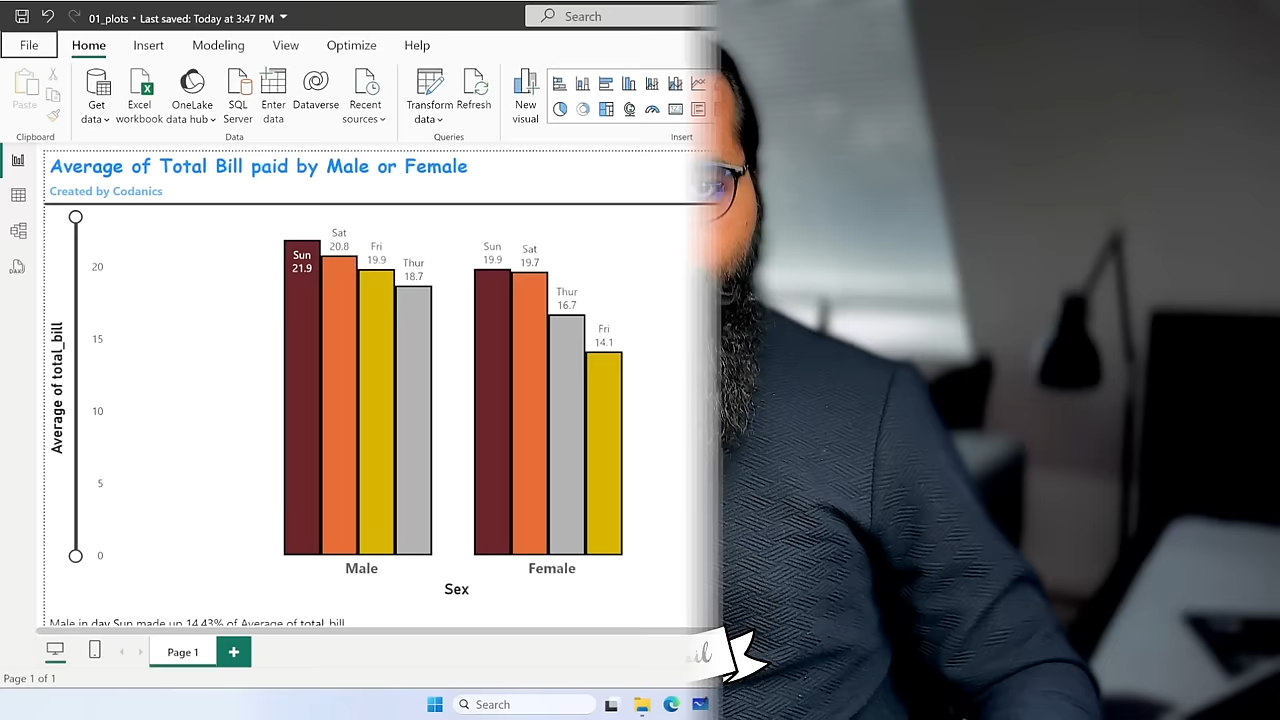 01_plots • Last saved: Today at 3:47 PM
Search
File Home Insert Modeling View Optimize Help
Paste
Get data
Excel workbook
OneLake data hub
SQL Server
Enter data
Dataverse
Recent sources
Transform data
Refresh
New visual
Clipboard
Data
Queries
Insert
DAX
Average of Total Bill paid by Male or Female
Created by Codanics
Average of total_bill
20
15
10
5
0
Sun
21.9
Sat
20.8
Fri
19.9
Thur
18.7
Sun
19.9
Sat
19.7
Thur
16.7
Fri
14.1
Male
Female
Sex
Male in day Sun made up 14.43% of Average of total_bill
Page 1
Page 1 of 1
Search